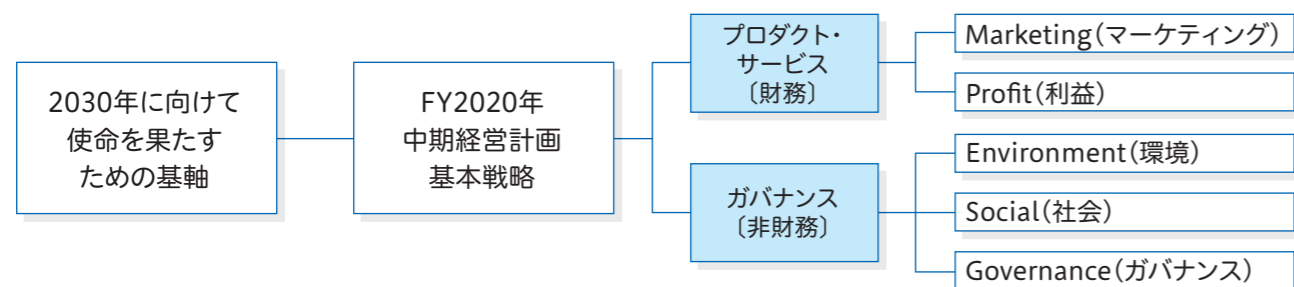 2030年に向けて
使命を果たす
ための基軸
FY2020年
中期経営計画
基本戦略
プロダクト・
サービス
〔財務〕
Marketing(マーケティング)
Profit(利益)
ガバナンス
〔非財務〕
Environment(環境)
Social(社会)
Governance(ガバナンス)